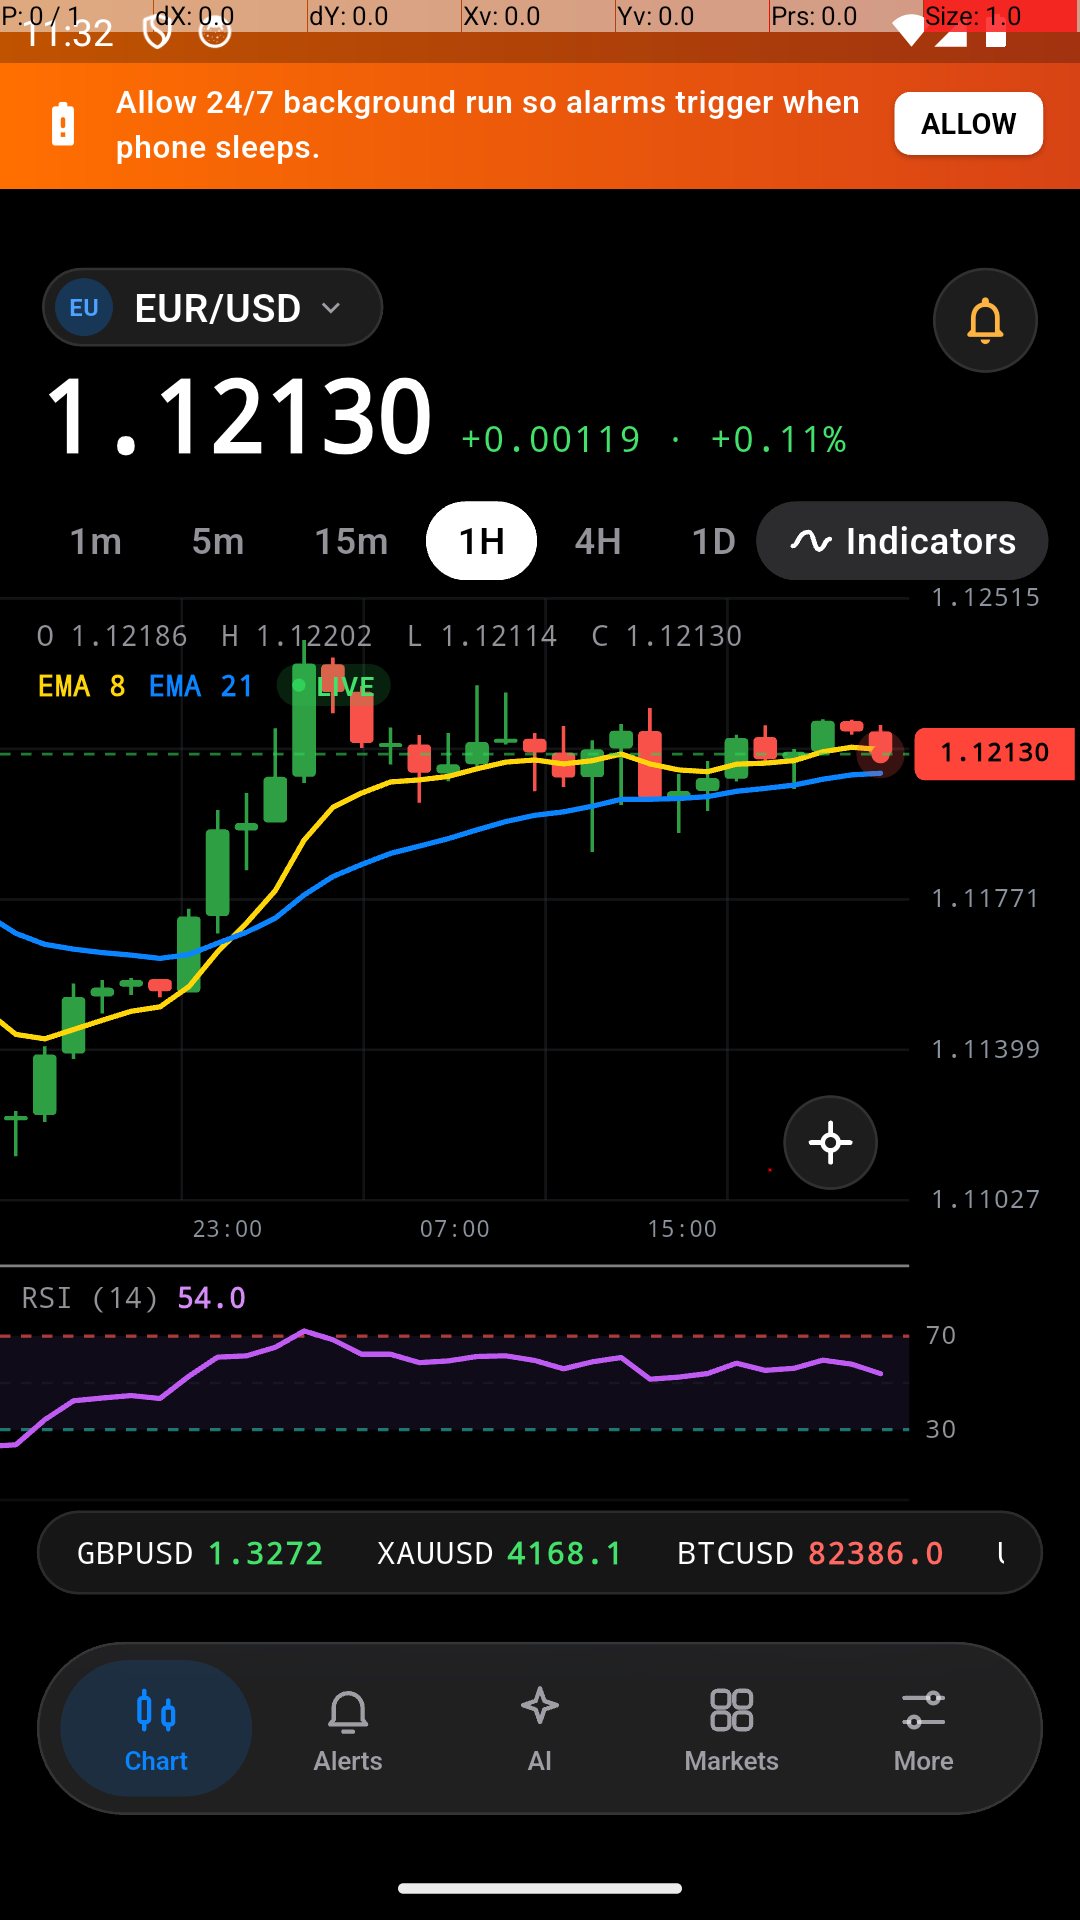 P: 0 / 1 dX: 0.0 dY: 0.0 Xv: 0.0 Yv: 0.0 Prs: 0.0 Size: 1.0
11:32
Allow 24/7 background run so alarms trigger when
phone sleeps.
ALLOW
EU EUR/USD
1.12130 +0.00119 · +0.11%
1m 5m 15m 1H 4H 1D Indicators
1.12515
O 1.12186 H 1.12202 L 1.12114 C 1.12130
EMA 8 EMA 21 LIVE
1.12130
1.11771
1.11399
1.11027
23:00 07:00 15:00
RSI (14) 54.0
70
30
GBPUSD 1.3272 XAUUSD 4168.1 BTCUSD 82386.0
Chart Alerts AI Markets More